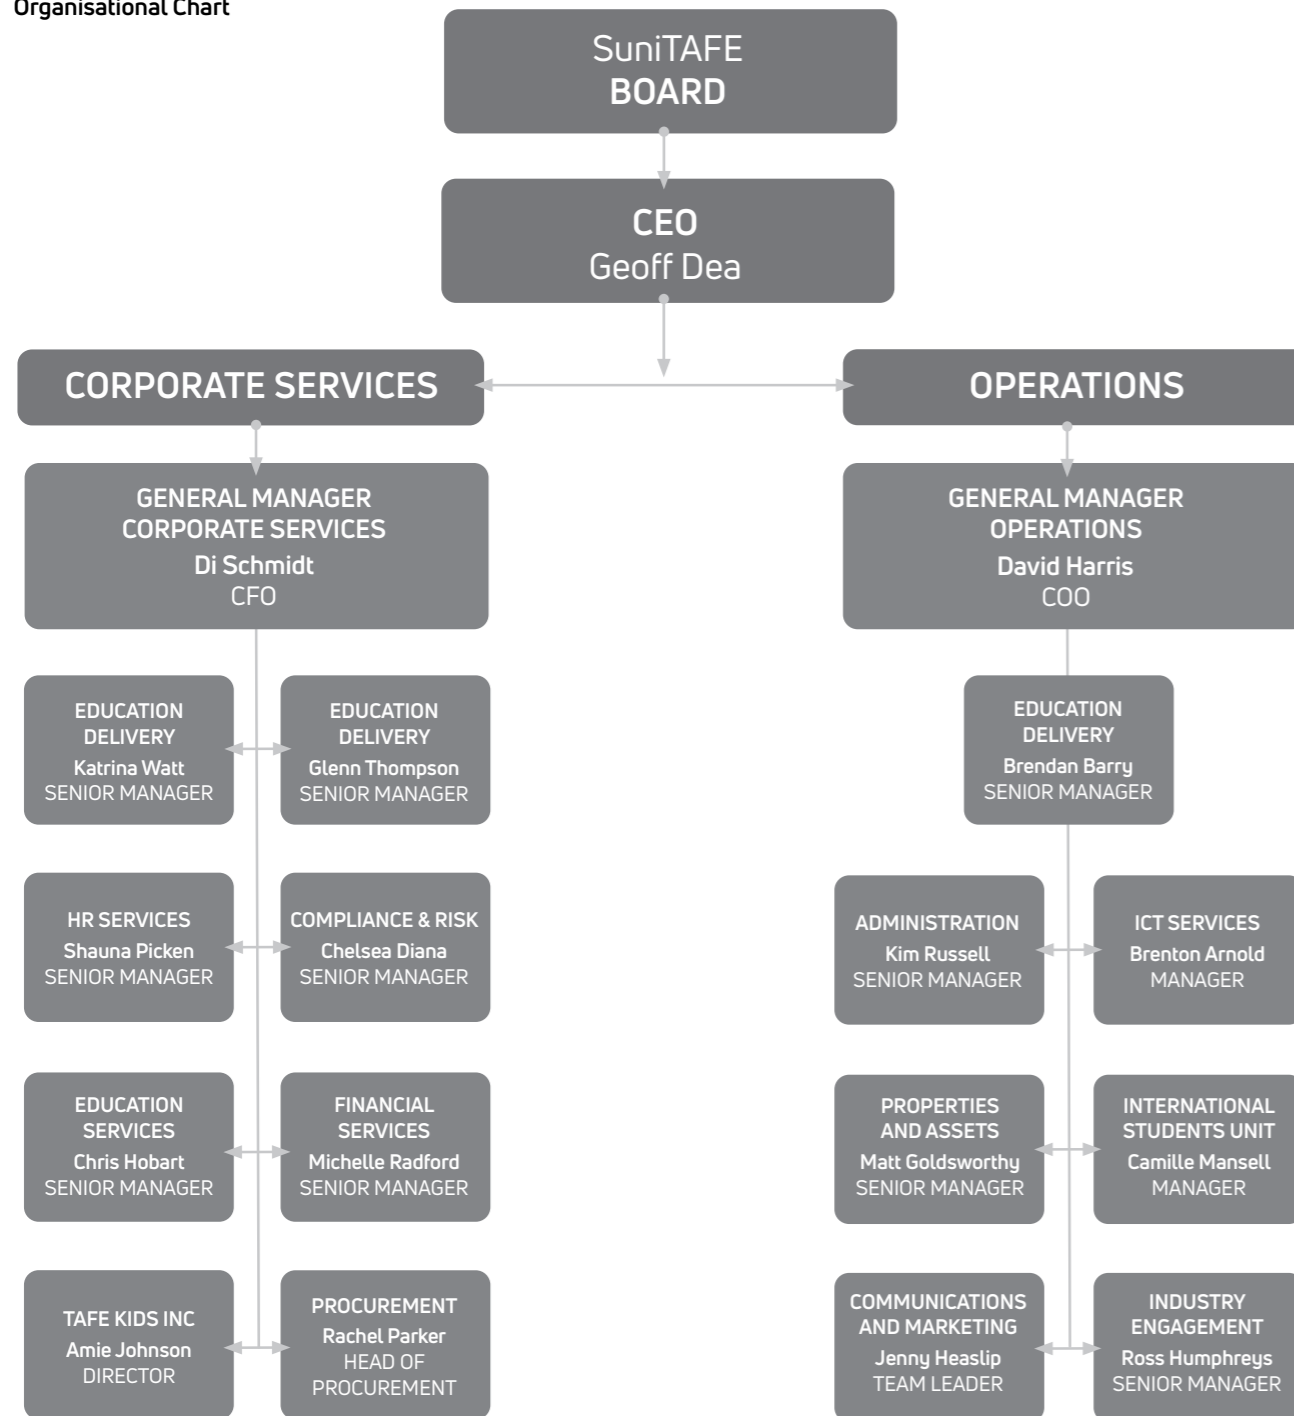 Organisational Chart
SuniTAFE
BOARD
CEO
Geoff Dea
CORPORATE SERVICES
OPERATIONS
GENERAL MANAGER
CORPORATE SERVICES
Di Schmidt
CFO
GENERAL MANAGER
OPERATIONS
David Harris
COO
EDUCATION
DELIVERY
Katrina Watt
SENIOR MANAGER
EDUCATION
DELIVERY
Glenn Thompson
SENIOR MANAGER
EDUCATION
DELIVERY
Brendan Barry
SENIOR MANAGER
HR SERVICES
Shauna Picken
SENIOR MANAGER
COMPLIANCE & RISK
Chelsea Diana
SENIOR MANAGER
ADMINISTRATION
Kim Russell
SENIOR MANAGER
ICT SERVICES
Brenton Arnold
MANAGER
EDUCATION
SERVICES
Chris Hobart
SENIOR MANAGER
FINANCIAL
SERVICES
Michelle Radford
SENIOR MANAGER
PROPERTIES
AND ASSETS
Matt Goldsworthy
SENIOR MANAGER
INTERNATIONAL
STUDENTS UNIT
Camille Mansell
MANAGER
TAFE KIDS INC
Amie Johnson
DIRECTOR
PROCUREMENT
Rachel Parker
HEAD OF
PROCUREMENT
COMMUNICATIONS
AND MARKETING
Jenny Heaslip
TEAM LEADER
INDUSTRY
ENGAGEMENT
Ross Humphreys
SENIOR MANAGER